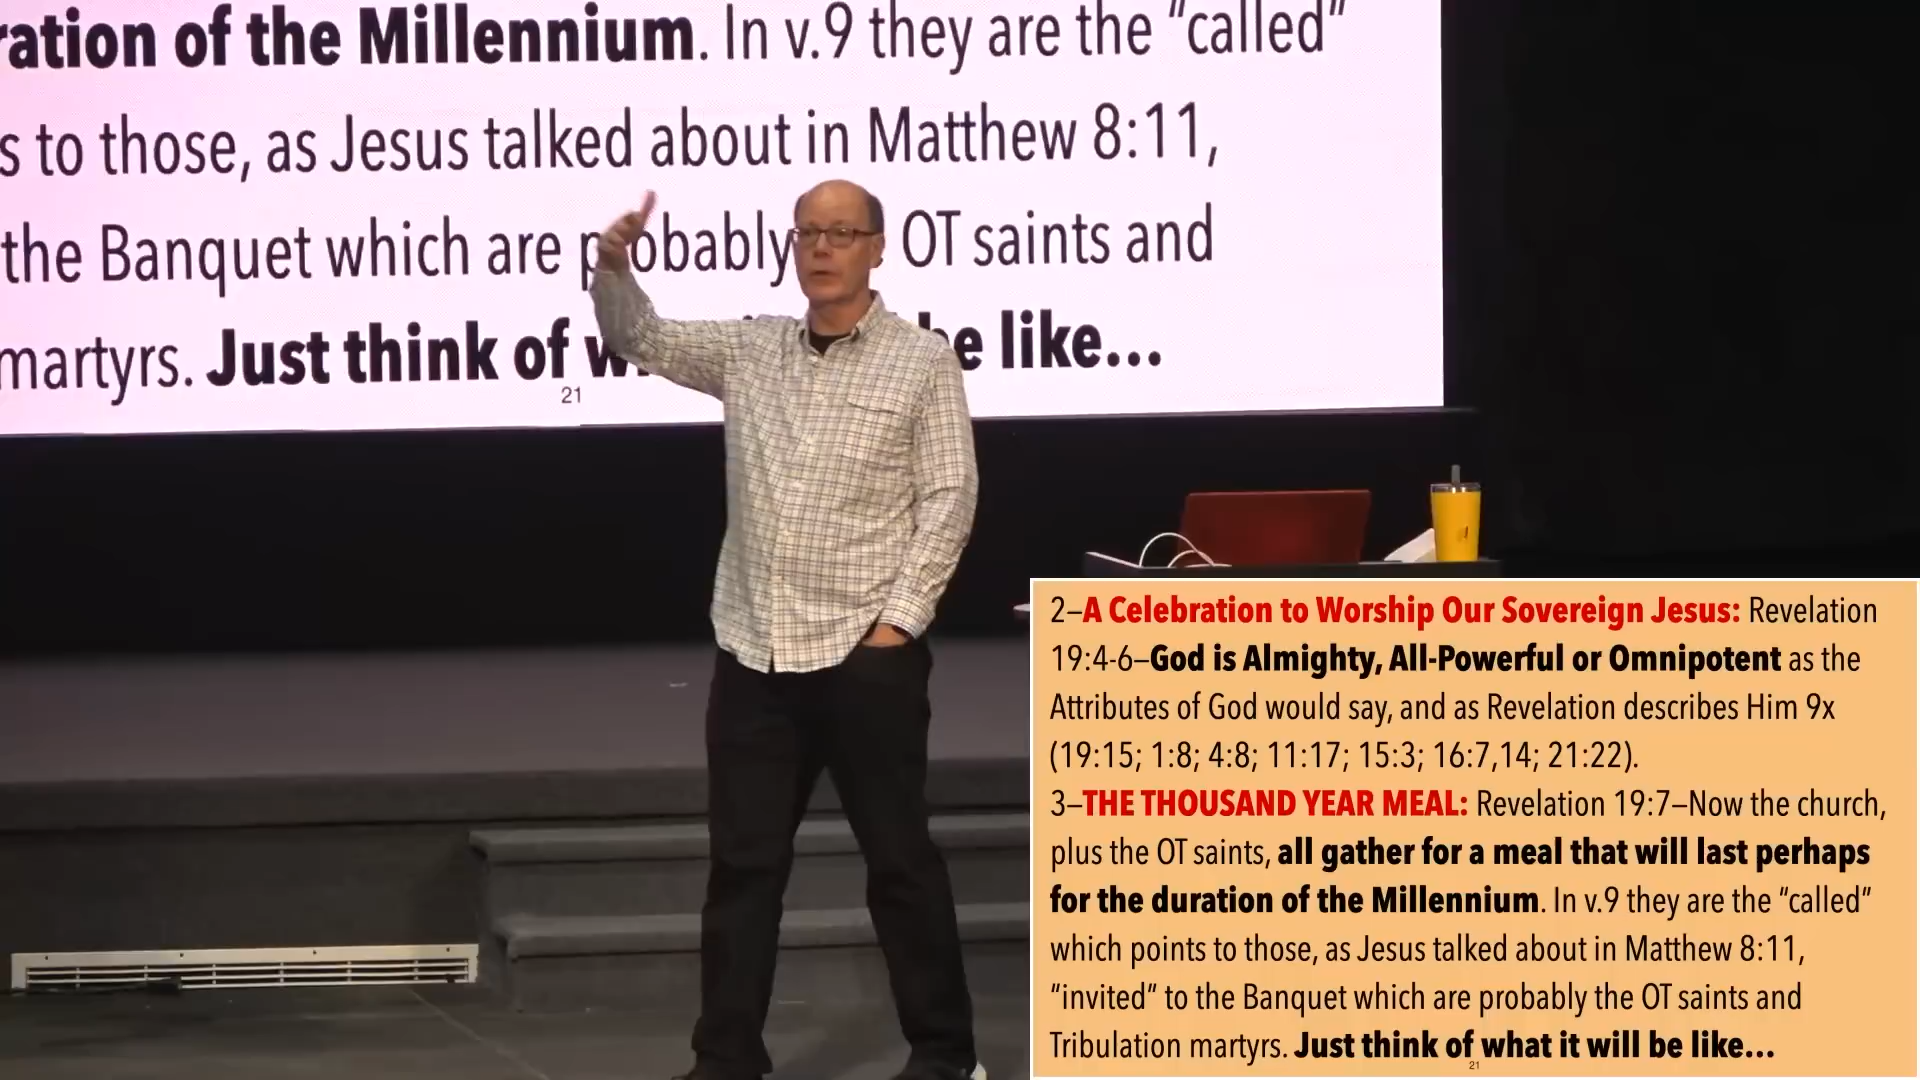 ration of the Millennium. In v.9 they are the “called”
s to those, as Jesus talked about in Matthew 8:11,
the Banquet which are probably OT saints and
martyrs. Just think of be like...
21
2–A Celebration to Worship Our Sovereign Jesus: Revelation
19:4-6–God is Almighty, All-Powerful or Omnipotent as the
Attributes of God would say, and as Revelation describes Him 9x
(19:15; 1:8; 4:8; 11:17; 15:3; 16:7,14; 21:22).
3–THE THOUSAND YEAR MEAL: Revelation 19:7–Now the church,
plus the OT saints, all gather for a meal that will last perhaps
for the duration of the Millennium. In v.9 they are the “called”
which points to those, as Jesus talked about in Matthew 8:11,
“invited” to the Banquet which are probably the OT saints and
Tribulation martyrs. Just think of what it will be like...
21